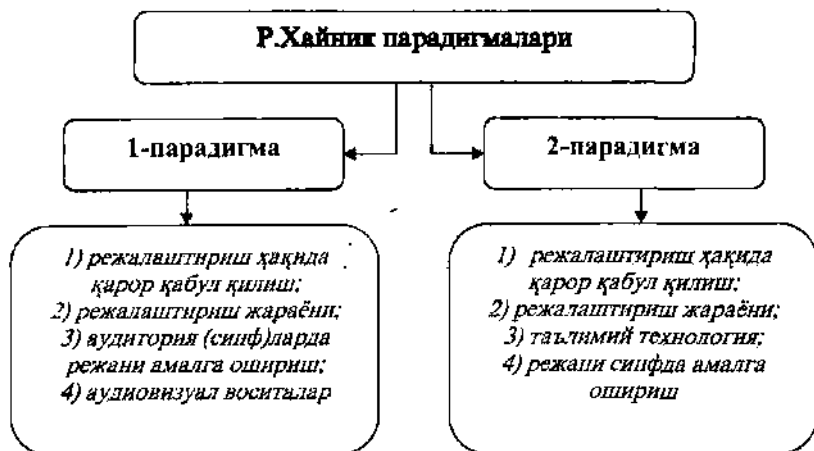 Р.Хайник парадигмалари
1-парадигма
2-парадигма
1) режалаштириш ҳақида
қарор қабул қилиш;
2) режалаштириш жараёни;
3) аудитория (синф)ларда
режани амалга ошириш;
4) аудиовизуал воситалар
1) режалаштириш ҳақида
қарор қабул қилиш;
2) режалаштириш жараёни;
3) таълимий технология;
4) режани синфда амалга
ошириш